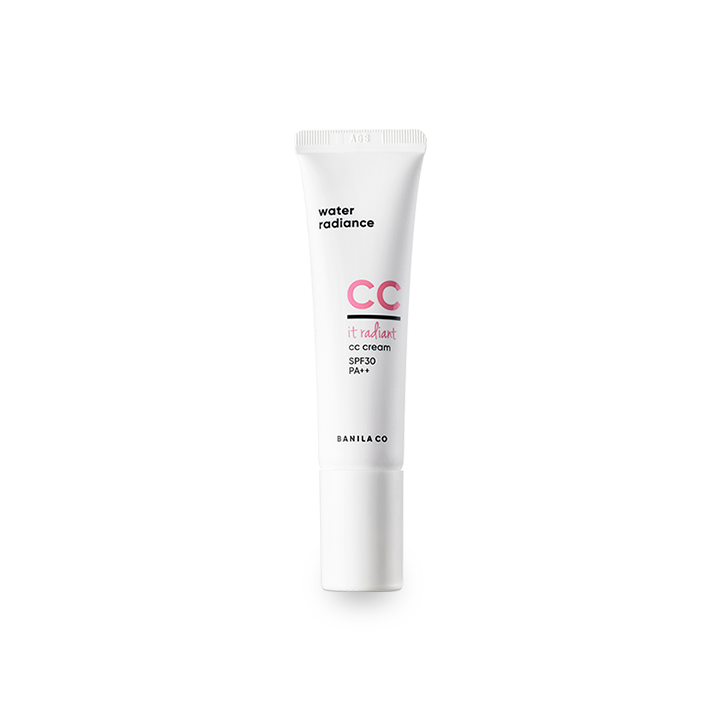 water
radiance
CC
it radiant
cc cream
SPF30
PA++
BANILA CO